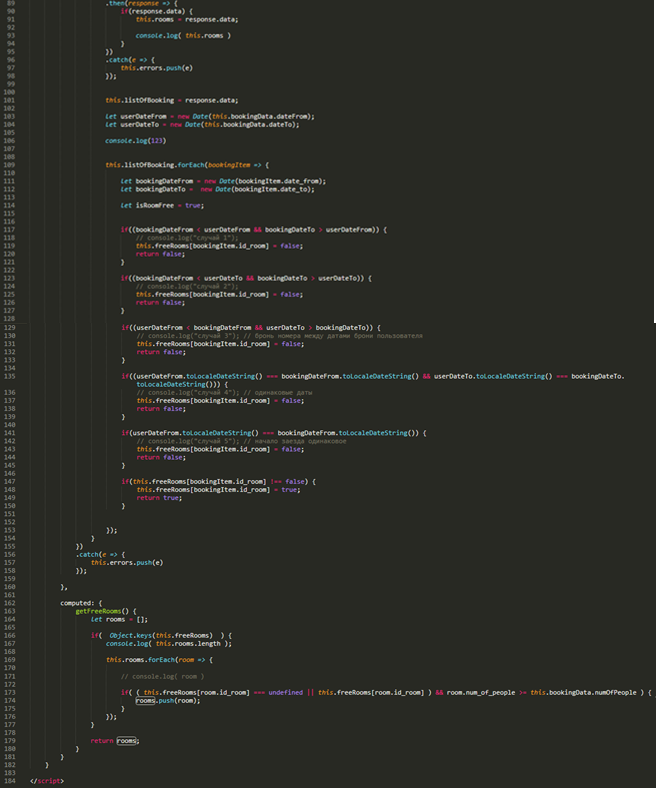 89 .then(response => {
90 if(response.data) {
91 this.rooms = response.data;
92
93 console.log( this.rooms )
94 }
95 })
96 .catch(e => {
97 this.errors.push(e)
98 });
99
100
101 this.listOfBooking = response.data;
102
103 let userDateFrom = new Date(this.bookingData.dateFrom);
104 let userDateTo = new Date(this.bookingData.dateTo);
105
106 console.log(123)
107
108
109 this.listOfBooking.forEach(bookingItem => {
110
111 let bookingDateFrom = new Date(bookingItem.date_from);
112 let bookingDateTo = new Date(bookingItem.date_to);
113
114 let isRoomFree = true;
115
116
117 if((bookingDateFrom < userDateFrom && bookingDateTo > userDateFrom)) {
118 // console.log("случай 1");
119 this.freeRooms[bookingItem.id_room] = false;
120 return false;
121 }
122
123 if((bookingDateFrom < userDateTo && bookingDateTo > userDateTo)) {
124 // console.log("случай 2");
125 this.freeRooms[bookingItem.id_room] = false;
126 return false;
127 }
128
129 if((userDateFrom < bookingDateFrom && userDateTo > bookingDateTo)) {
130 // console.log("случай 3"); // бронь номера между датами брони пользователя
131 this.freeRooms[bookingItem.id_room] = false;
132 return false;
133 }
134
135 if((userDateFrom.toLocaleDateString() === bookingDateFrom.toLocaleDateString() && userDateTo.toLocaleDateString() === bookingDateTo.
toLocaleDateString())) {
136 // console.log("случай 4"); // одинаковые даты
137 this.freeRooms[bookingItem.id_room] = false;
138 return false;
139 }
140
141 if(userDateFrom.toLocaleDateString() === bookingDateFrom.toLocaleDateString()) {
142 // console.log("случай 5"); // начало заезда одинаковое
143 this.freeRooms[bookingItem.id_room] = false;
144 return false;
145 }
146
147 if(this.freeRooms[bookingItem.id_room] !== false) {
148 this.freeRooms[bookingItem.id_room] = true;
149 return true;
150 }
151
152
153 });
154 }
155 })
156 .catch(e => {
157 this.errors.push(e)
158 });
159
160 },
161
162 computed: {
163 getFreeRooms() {
164 let rooms = [];
165
166 if( Object.keys(this.freeRooms) ) {
167 console.log( this.rooms.length );
168
169 this.rooms.forEach(room => {
170
171 // console.log( room )
172
173 if( ( this.freeRooms[room.id_room] === undefined || this.freeRooms[room.id_room] ) && room.num_of_people >= this.bookingData.numOfPeople ) {
174 rooms.push(room);
175 }
176 });
177 }
178
179 return rooms;
180 }
181 }
182 }
183
184 </script>